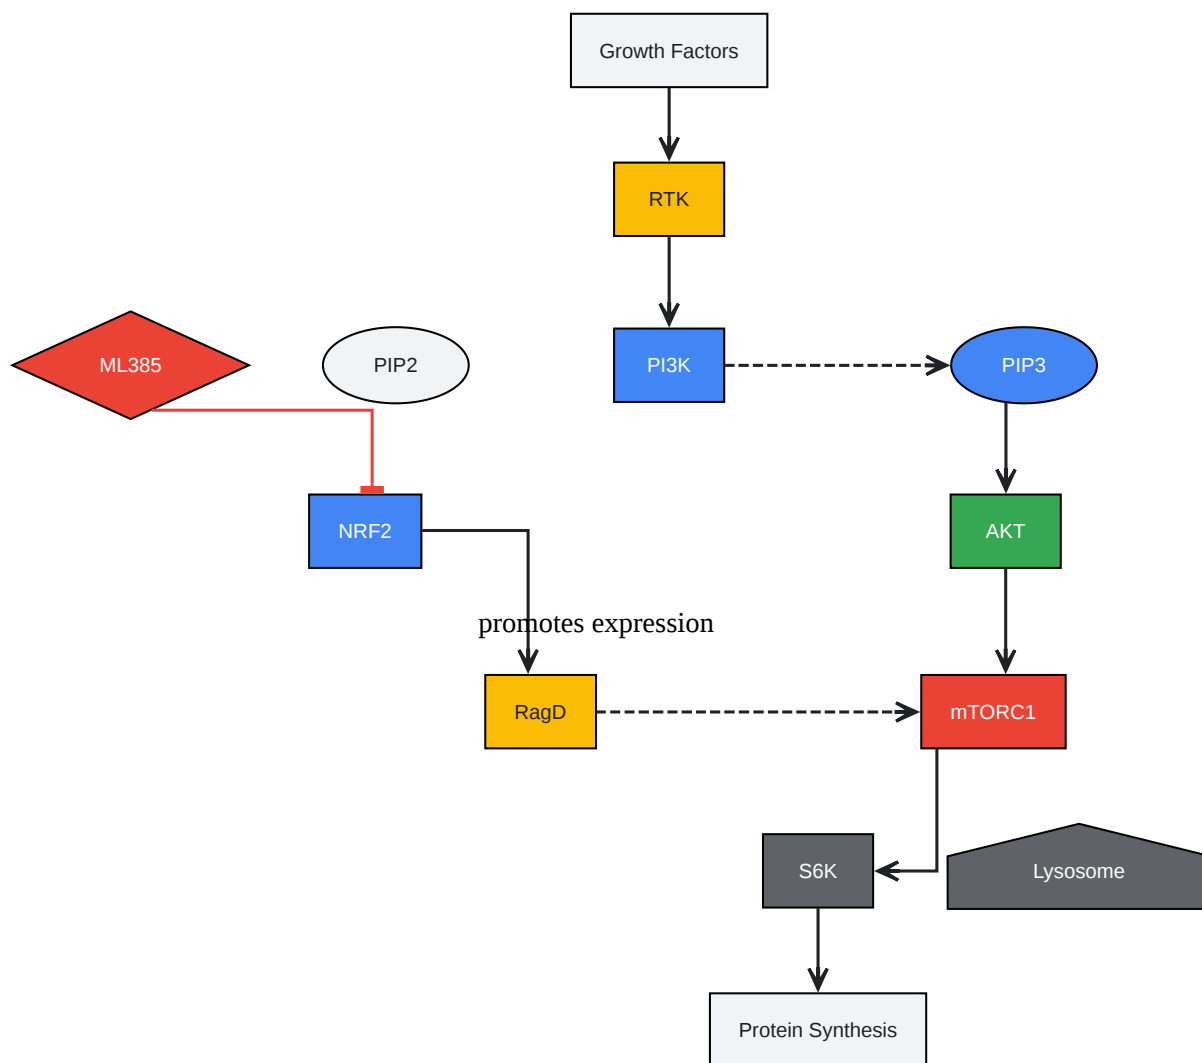 Growth Factors
RTK
ML385
PIP2
PI3K
PIP3
NRF2
AKT
promotes expression
RagD
mTORC1
S6K
Lysosome
Protein Synthesis